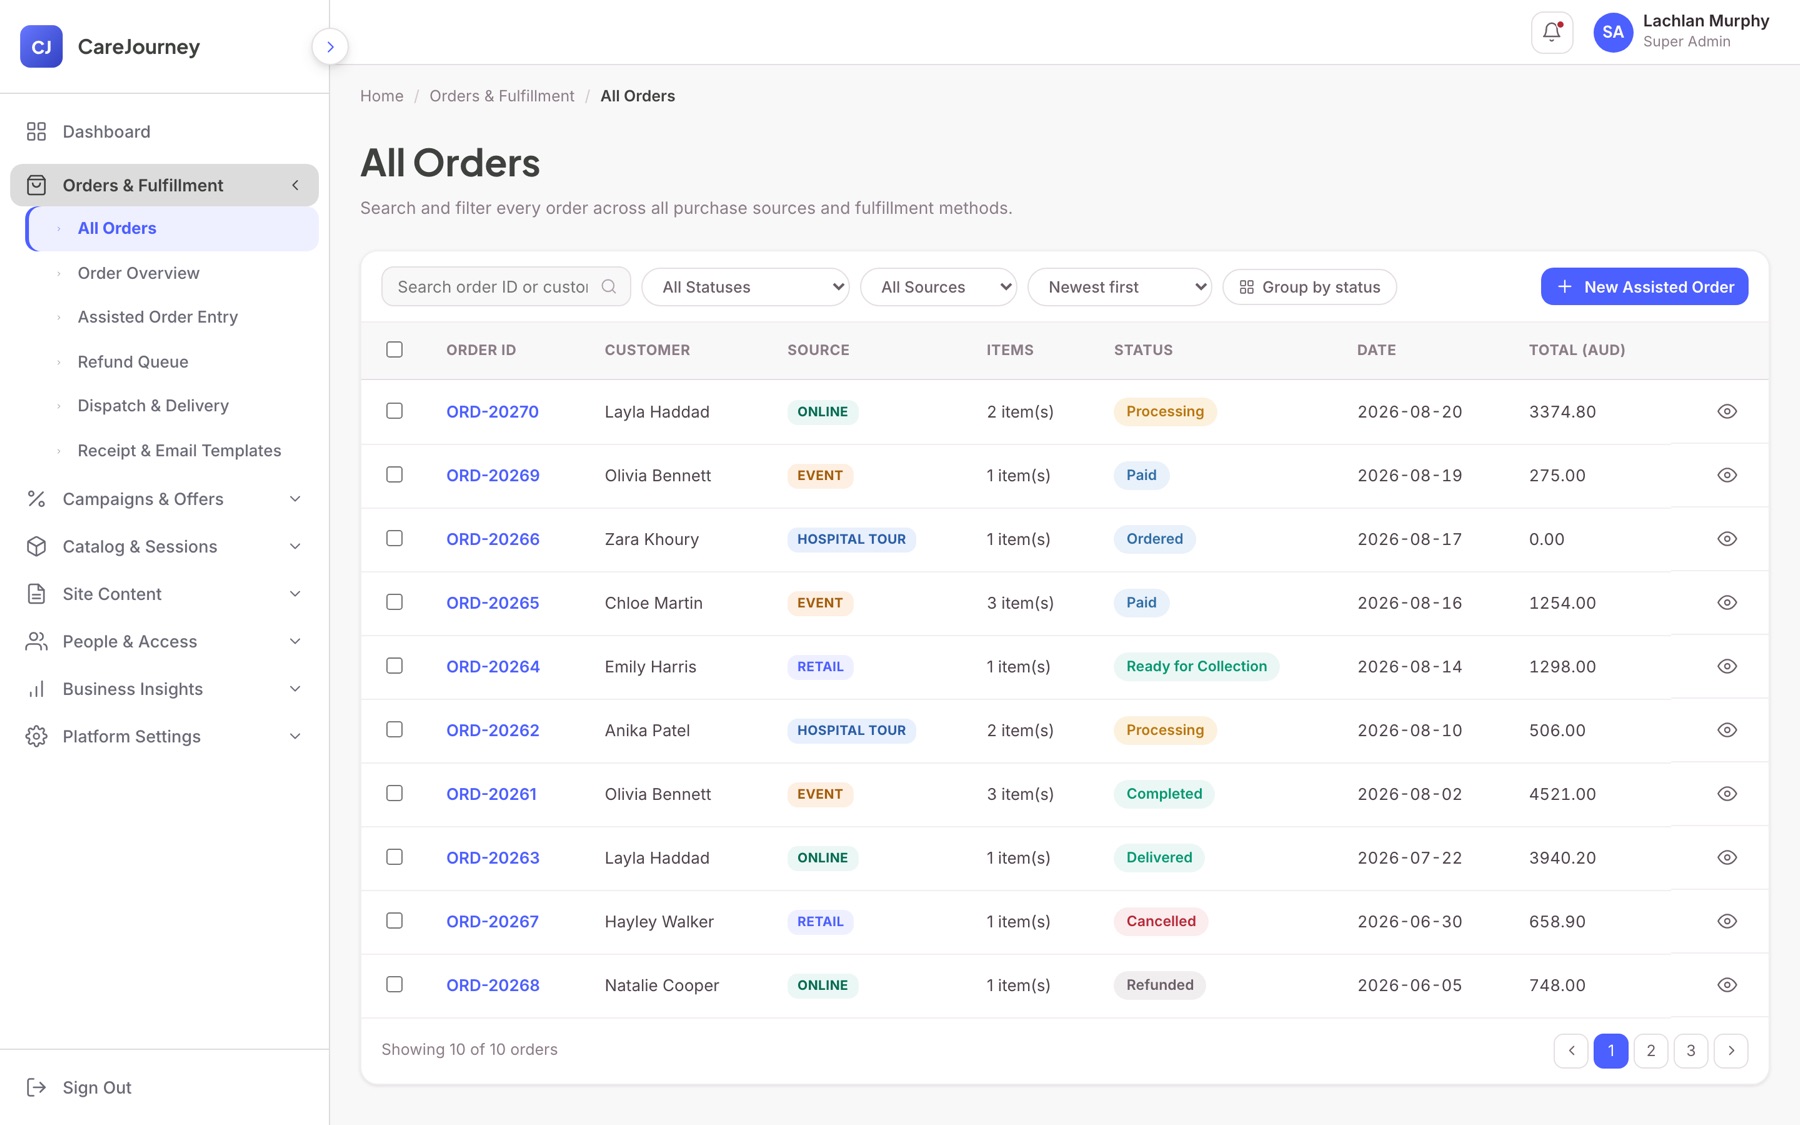 CJ CareJourney
Lachlan Murphy
SA
Super Admin
Home / Orders & Fulfillment / All Orders
Dashboard
Orders & Fulfillment
All Orders
Order Overview
Assisted Order Entry
Refund Queue
Dispatch & Delivery
Receipt & Email Templates
Campaigns & Offers
Catalog & Sessions
Site Content
People & Access
Business Insights
Platform Settings
Sign Out
All Orders
Search and filter every order across all purchase sources and fulfillment methods.
Search order ID or custo All Statuses All Sources Newest first Group by status + New Assisted Order
ORDER ID CUSTOMER SOURCE ITEMS STATUS DATE TOTAL (AUD)
ORD-20270 Layla Haddad ONLINE 2 item(s) Processing 2026-08-20 3374.80
ORD-20269 Olivia Bennett EVENT 1 item(s) Paid 2026-08-19 275.00
ORD-20266 Zara Khoury HOSPITAL TOUR 1 item(s) Ordered 2026-08-17 0.00
ORD-20265 Chloe Martin EVENT 3 item(s) Paid 2026-08-16 1254.00
ORD-20264 Emily Harris RETAIL 1 item(s) Ready for Collection 2026-08-14 1298.00
ORD-20262 Anika Patel HOSPITAL TOUR 2 item(s) Processing 2026-08-10 506.00
ORD-20261 Olivia Bennett EVENT 3 item(s) Completed 2026-08-02 4521.00
ORD-20263 Layla Haddad ONLINE 1 item(s) Delivered 2026-07-22 3940.20
ORD-20267 Hayley Walker RETAIL 1 item(s) Cancelled 2026-06-30 658.90
ORD-20268 Natalie Cooper ONLINE 1 item(s) Refunded 2026-06-05 748.00
Showing 10 of 10 orders
1 2 3